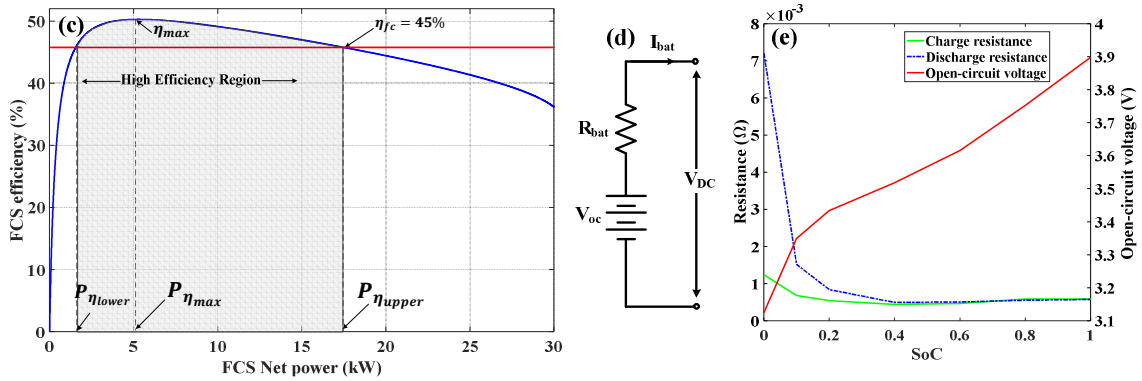 (c)
η_max
η_fc = 45%
High Efficiency Region
P_η_lower
P_η_max
P_η_upper
FCS efficiency (%)
50
40
30
20
10
0
0 5 10 15 20 25 30
FCS Net power (kW)
(d)
I_bat
R_bat
V_oc
V_DC
(e)
×10⁻³
Charge resistance
Discharge resistance
Open-circuit voltage
Resistance (Ω)
8
7
6
5
4
3
2
1
0
0 0.2 0.4 0.6 0.8 1
SoC
4
3.9
3.8
3.7
3.6
3.5
3.4
3.3
3.2
3.1
Open-circuit voltage (V)